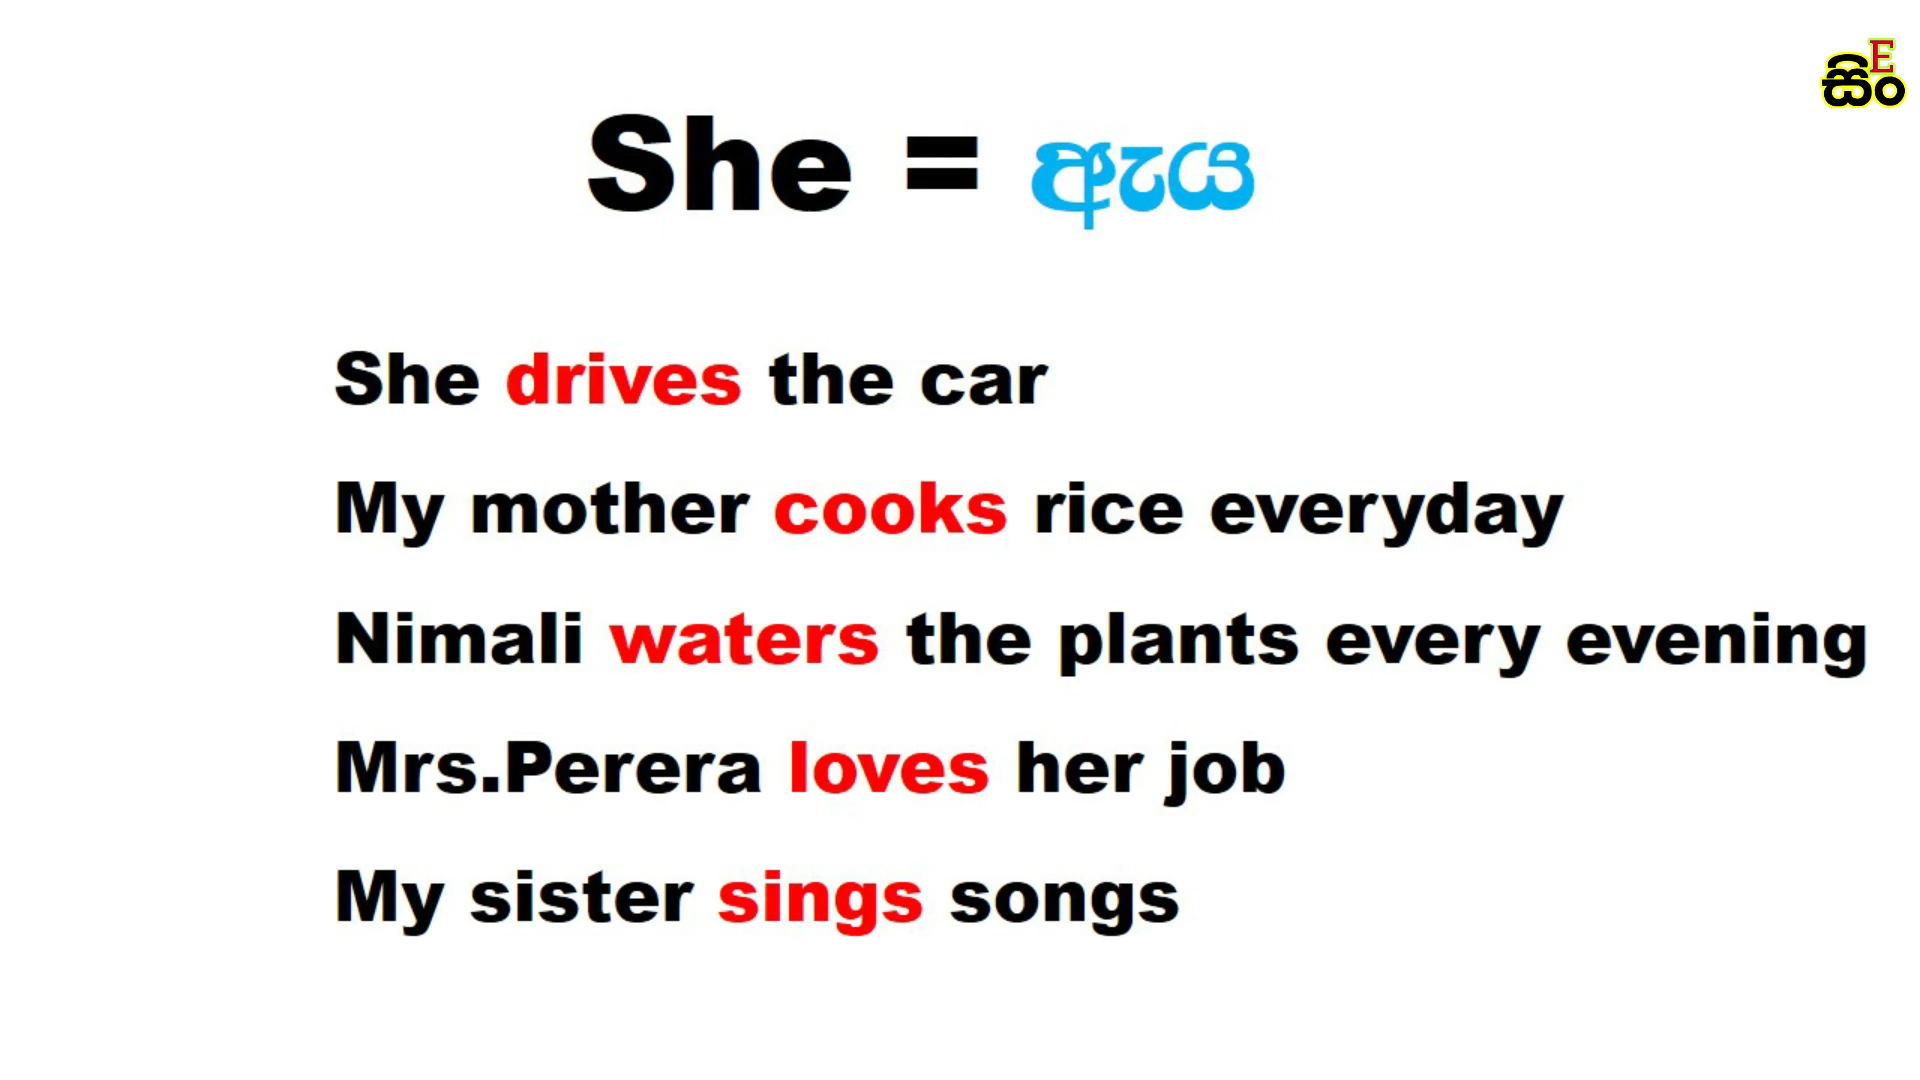 සිංE
She = ඇය
She drives the car
My mother cooks rice everyday
Nimali waters the plants every evening
Mrs.Perera loves her job
My sister sings songs